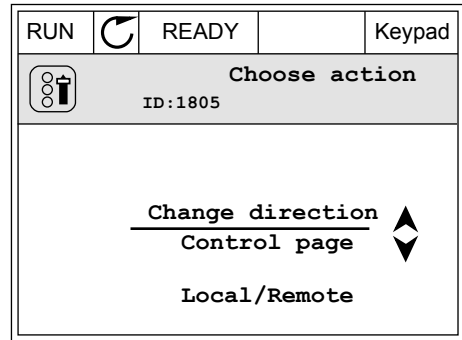 RUN READY Keypad
Choose action
ID:1805
Change direction
Control page
Local/Remote